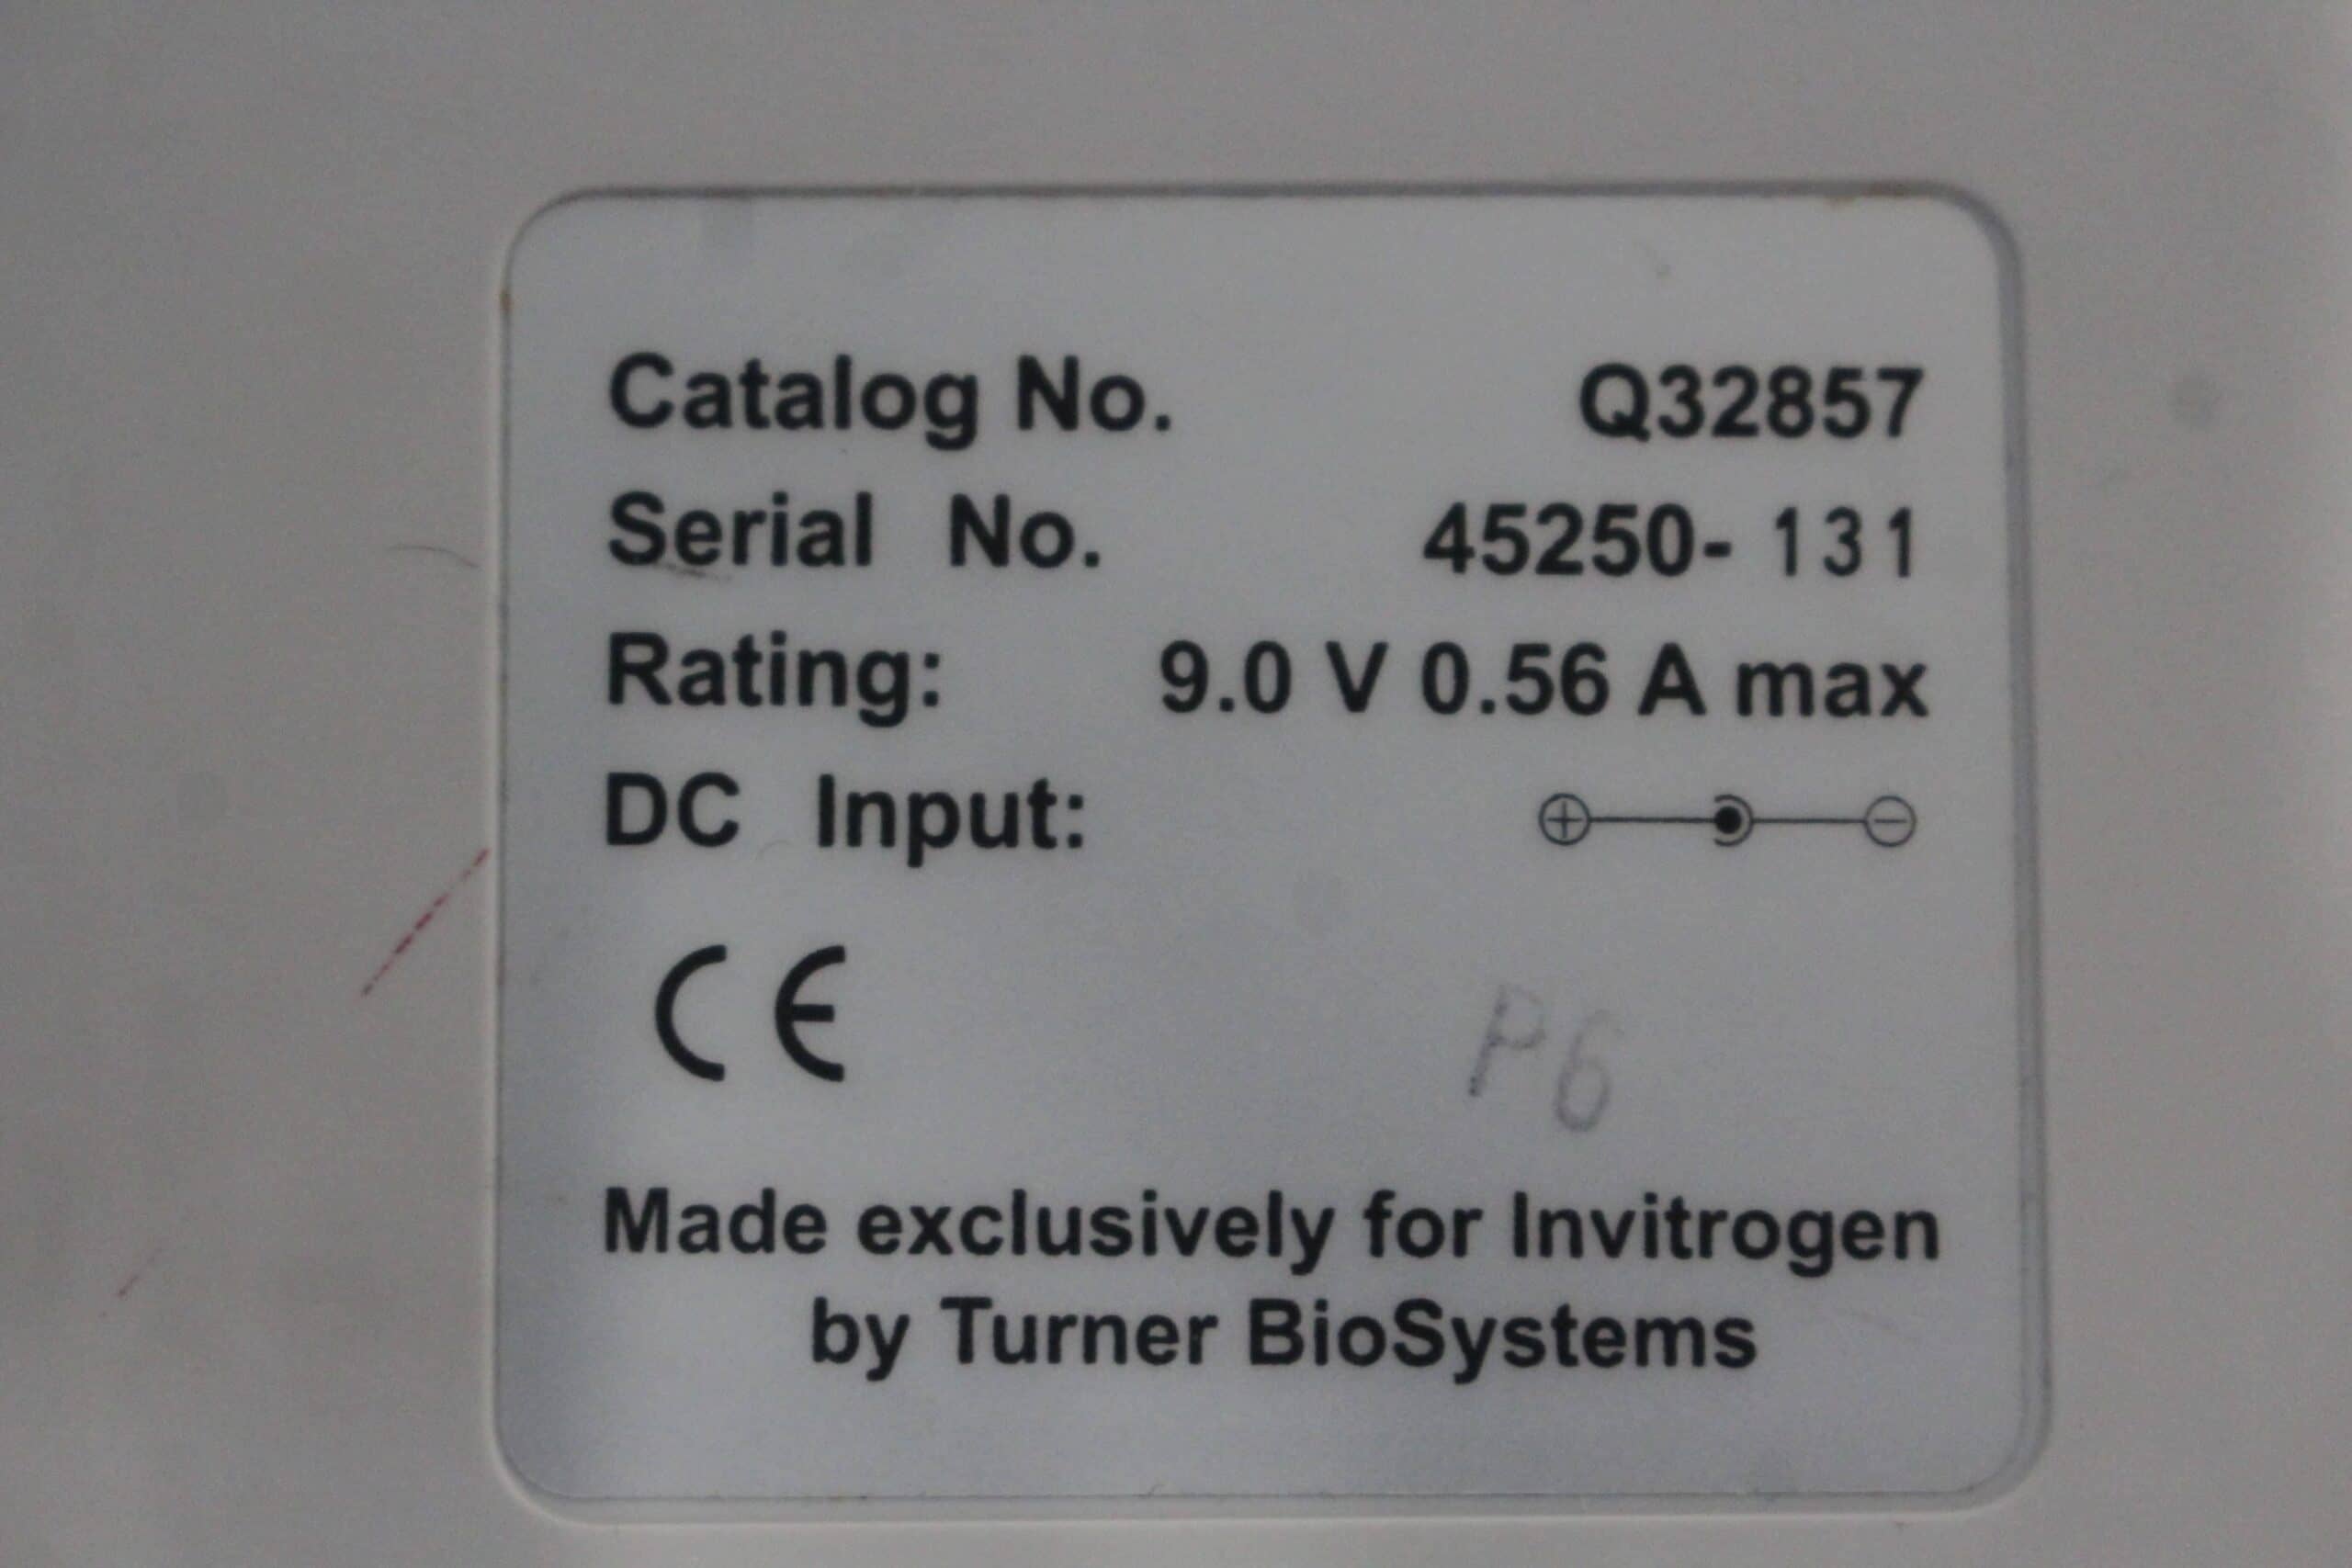 Catalog No. Q32857
Serial No. 45250- 131
Rating: 9.0 V 0.56 A max
DC Input:
CE
P6
Made exclusively for Invitrogen
by Turner BioSystems